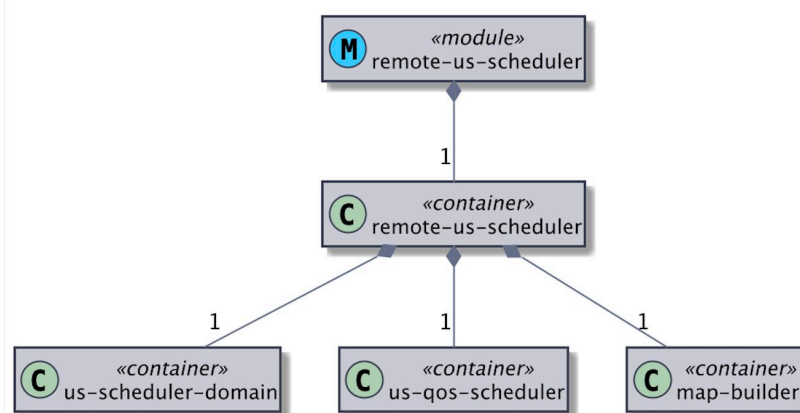 M
«module»
remote-us-scheduler
1
C
«container»
remote-us-scheduler
1
1
1
C
«container»
us-scheduler-domain
C
«container»
us-qos-scheduler
C
«container»
map-builder